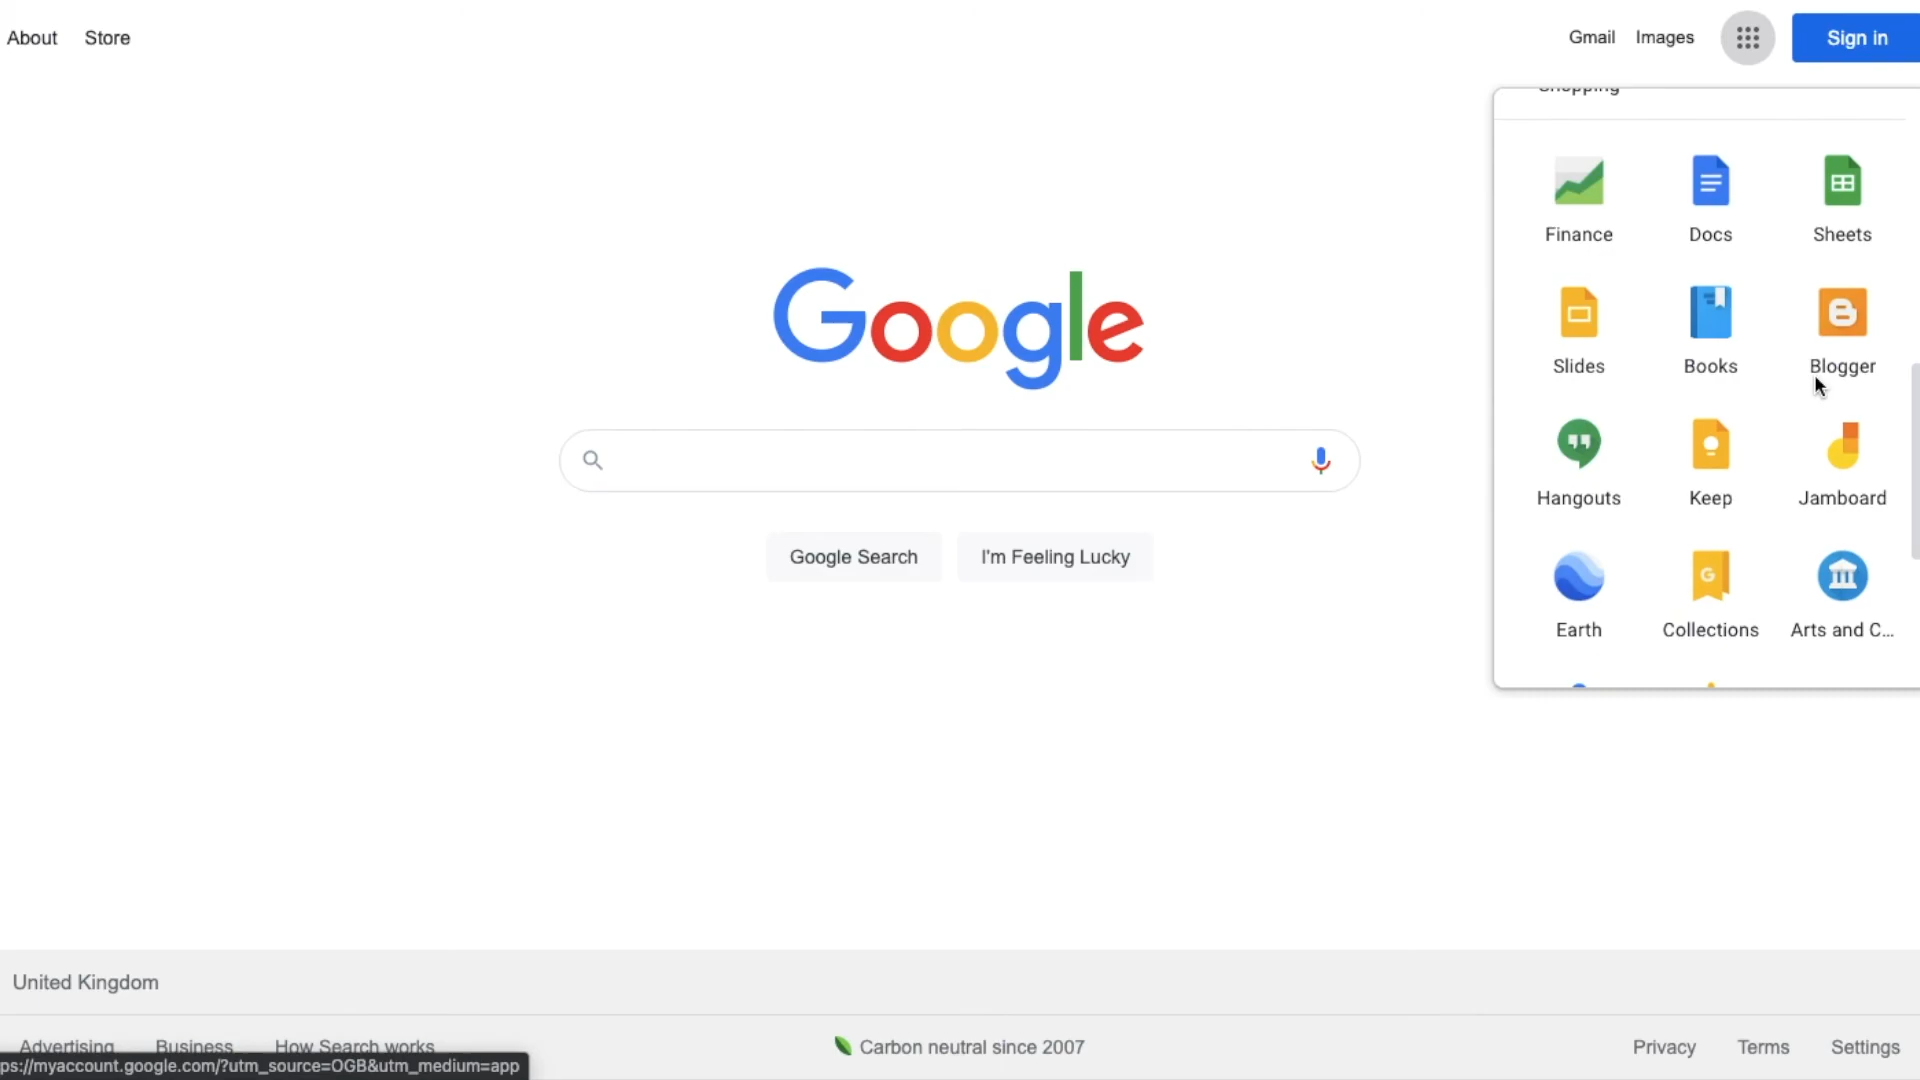 About Store
Gmail Images Sign in
Shopping
Finance Docs Sheets
Google
Slides Books Blogger
Hangouts Keep Jamboard
Google Search I'm Feeling Lucky
Earth Collections Arts and C...
United Kingdom
Advertising Business How Search works
Carbon neutral since 2007
Privacy Terms Settings
ps://myaccount.google.com/?utm_source=OGB&utm_medium=app